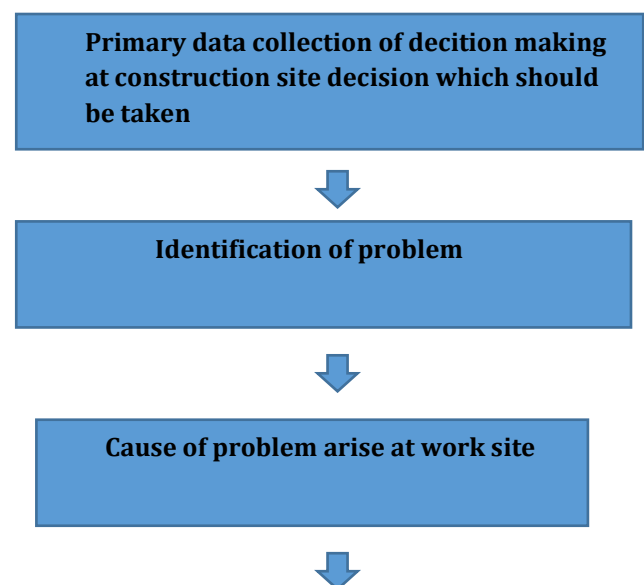 Primary data collection of decition making
at construction site decision which should
be taken
Identification of problem
Cause of problem arise at work site